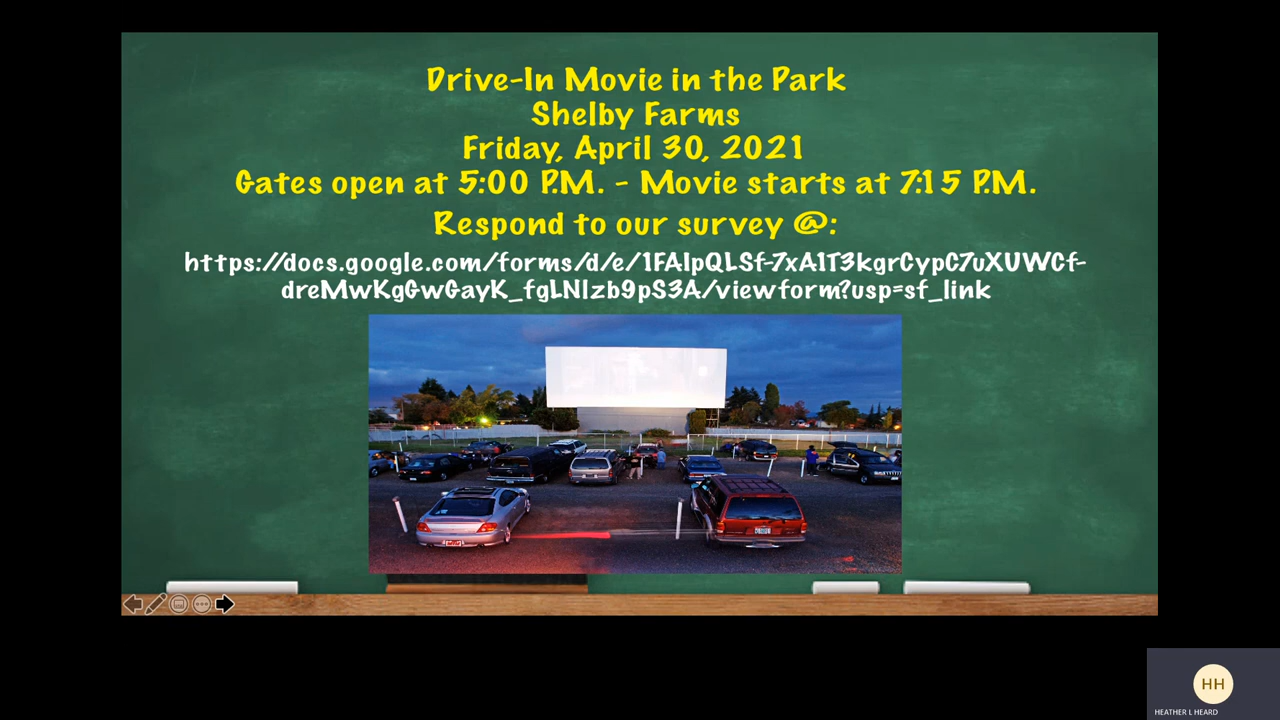 Drive-In Movie in the Park
Shelby Farms
Friday, April 30, 2021
Gates open at 5:00 P.M. - Movie starts at 7:15 P.M.
Respond to our survey @:
https://docs.google.com/forms/d/e/1FAIpQLSf-7xA1T3kgrCypC7uXUWCf-
dreMwKgGwGayK_fgLNIzb9pS3A/viewform?usp=sf_link
HH
HEATHER L HEARD